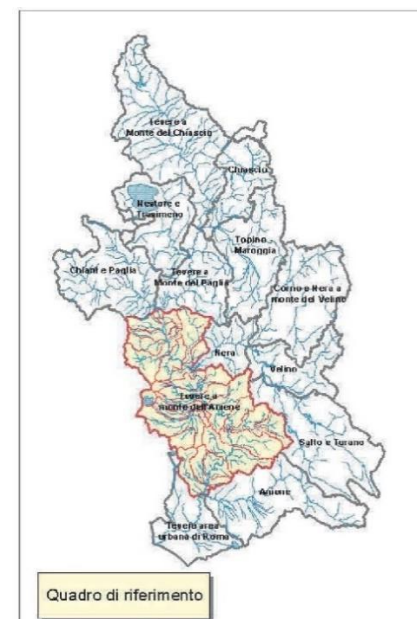 Tevere a
Monte del Chiascio
Chiascio
Nestore e
Trasimeno
Topino
Maroggia
Chiani e Paglia
Tevere a
Monte del Paglia
Corno e Nera a
monte del Velino
Nera
Velino
Tevere a
monte dell'Aniene
Salto e Turano
Aniene
Tevere area
urbana di Roma
Quadro di riferimento